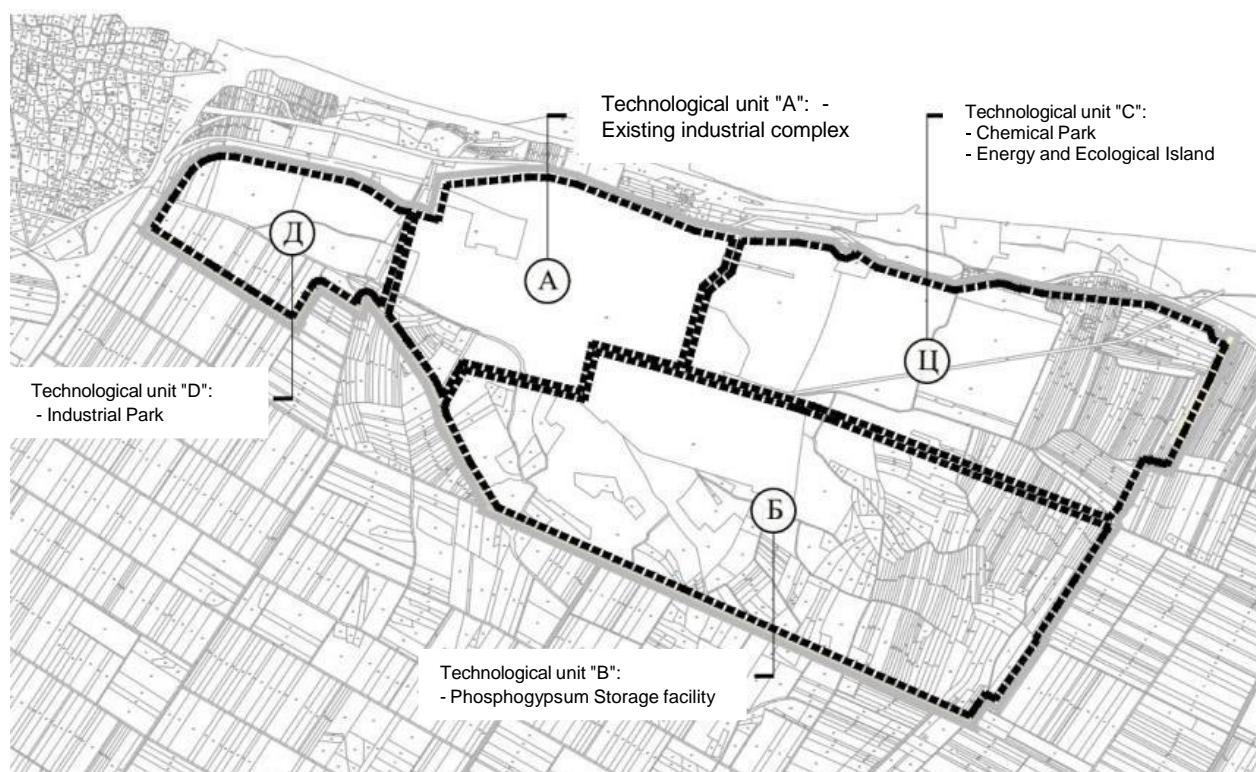 Technological unit "A": -
Existing industrial complex
Technological unit "C":
- Chemical Park
- Energy and Ecological Island
Д
А
Ц
Technological unit "D":
- Industrial Park
Б
Technological unit "B":
- Phosphogypsum Storage facility